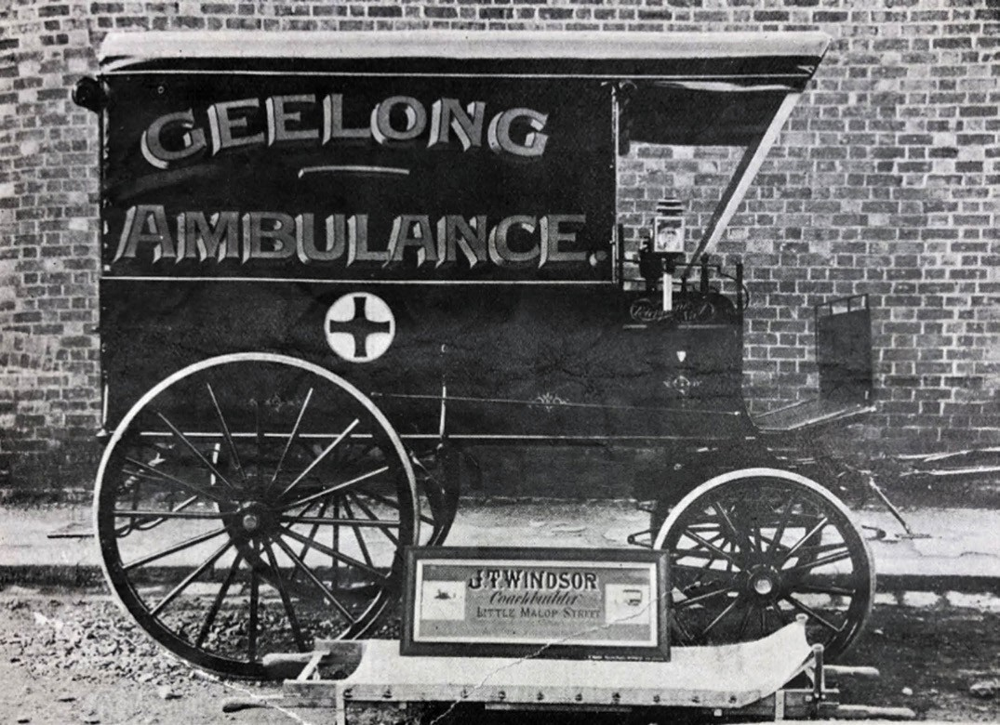 GEELONG
AMBULANCE.
J.T. WINDSOR
Coachbuilder
LITTLE MALOP STREET